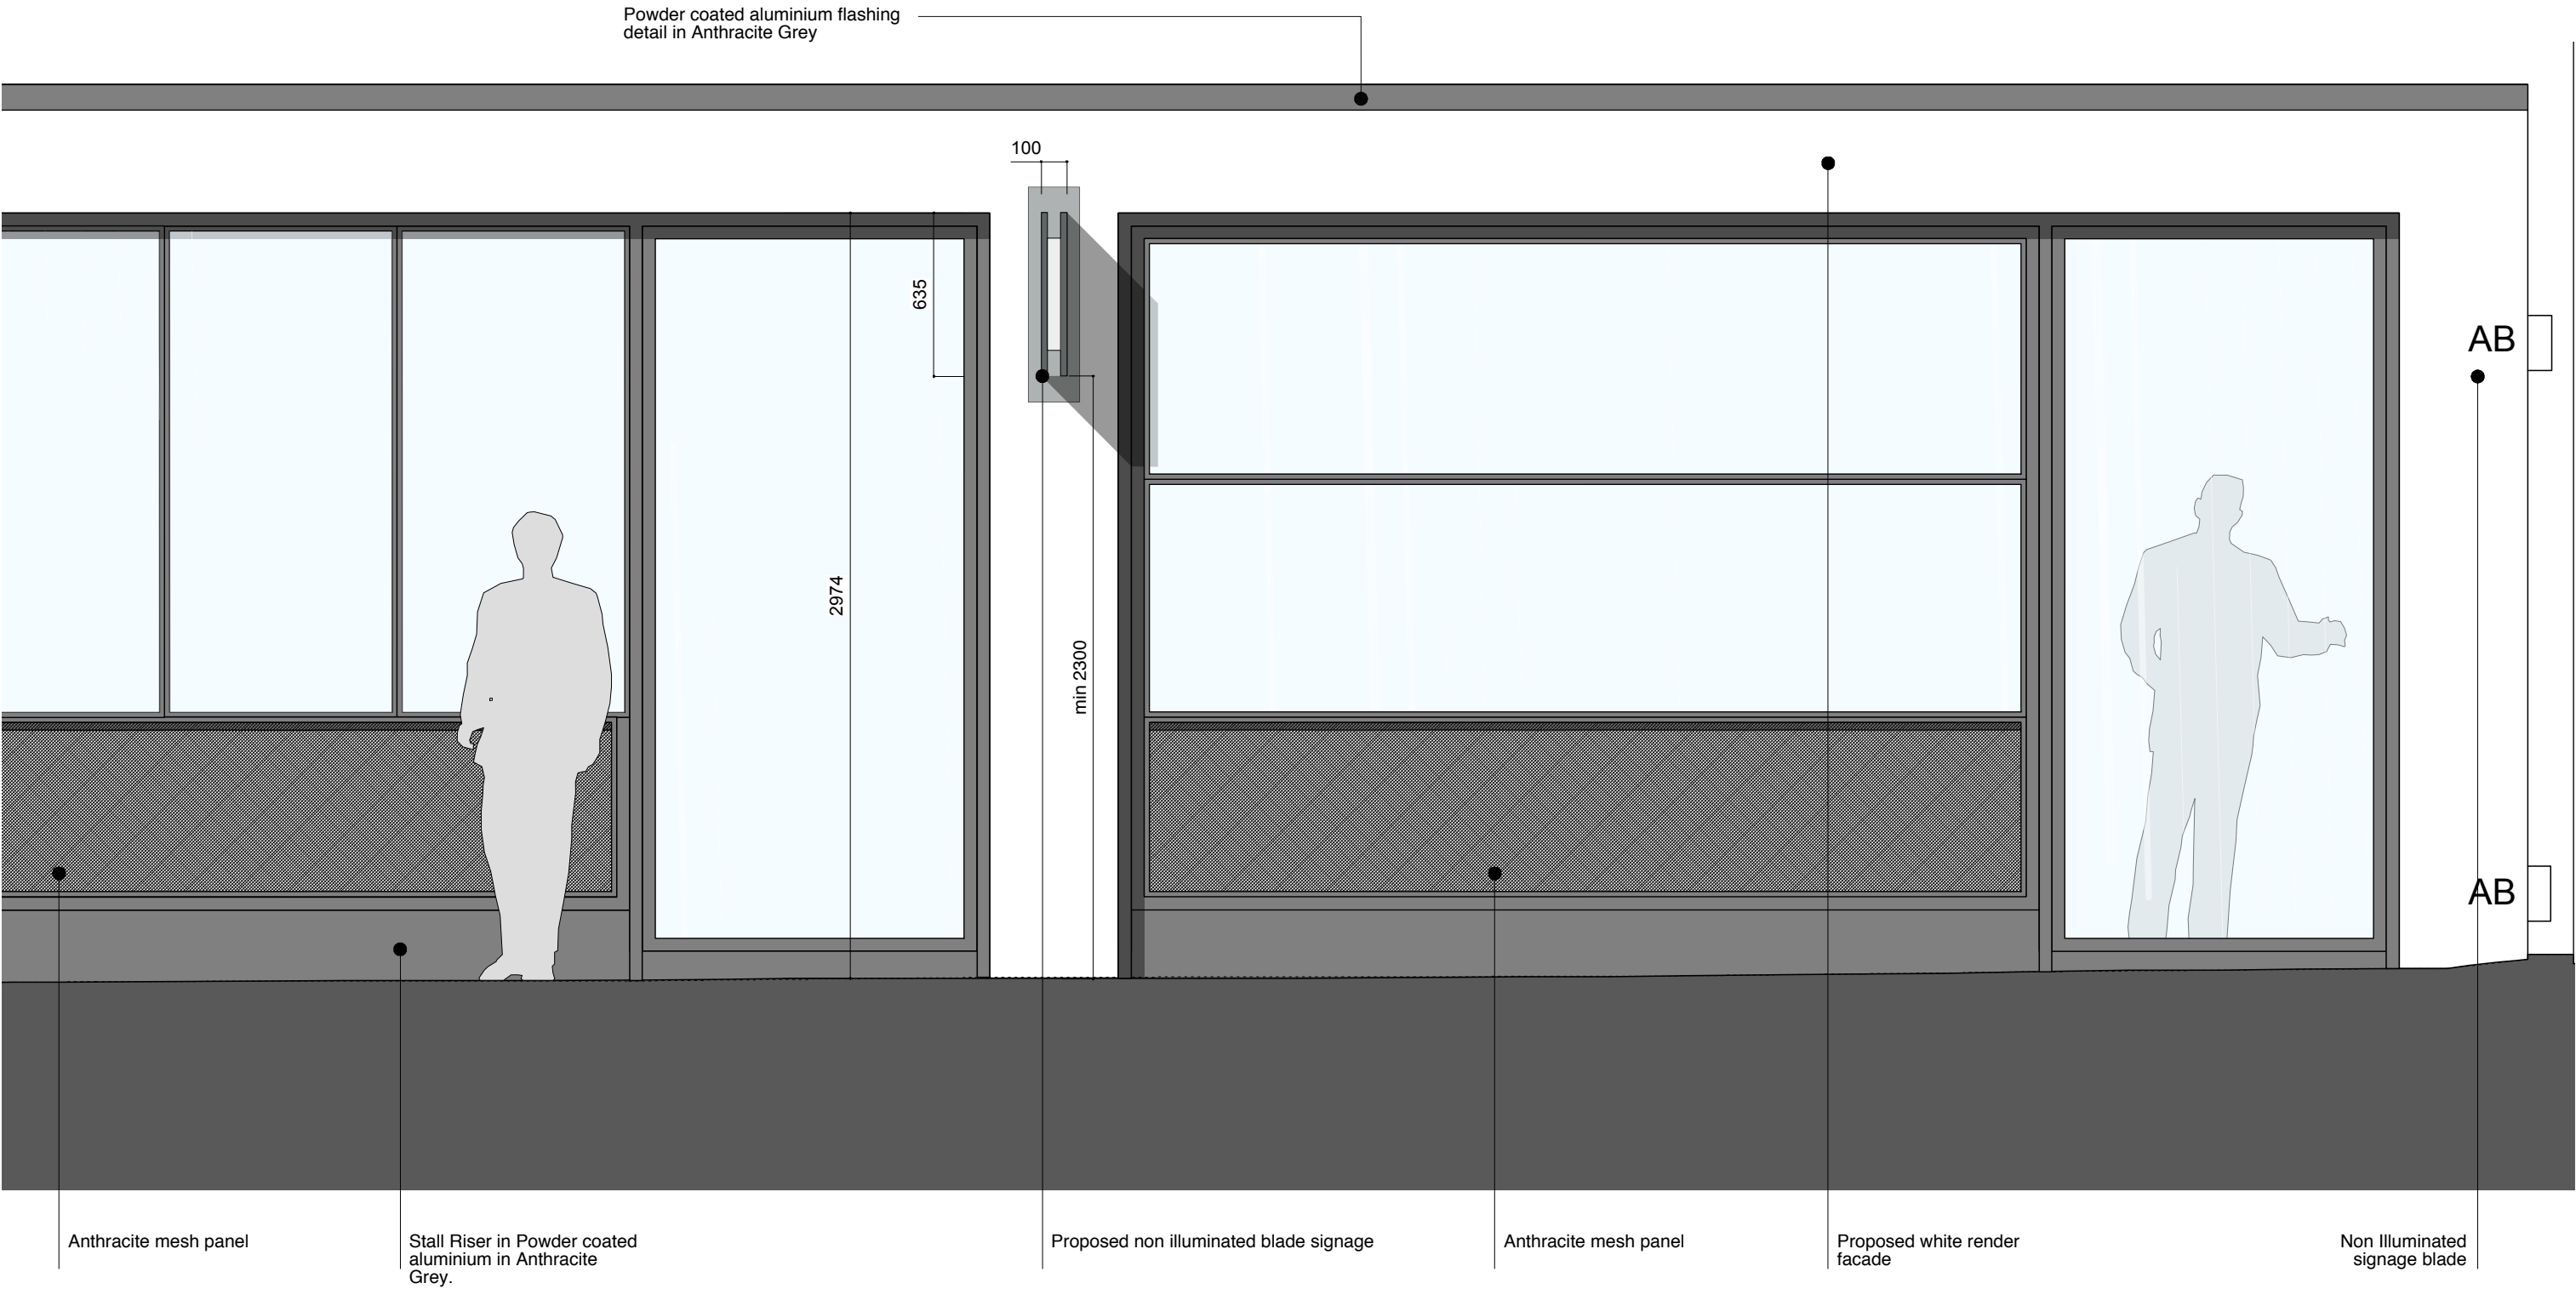 Powder coated aluminium flashing
detail in Anthracite Grey
100
635
AB
2974
min 2300
AB
Anthracite mesh panel
Stall Riser in Powder coated
aluminium in Anthracite
Grey.
Proposed non illuminated blade signage
Anthracite mesh panel
Proposed white render
facade
Non Illuminated
signage blade